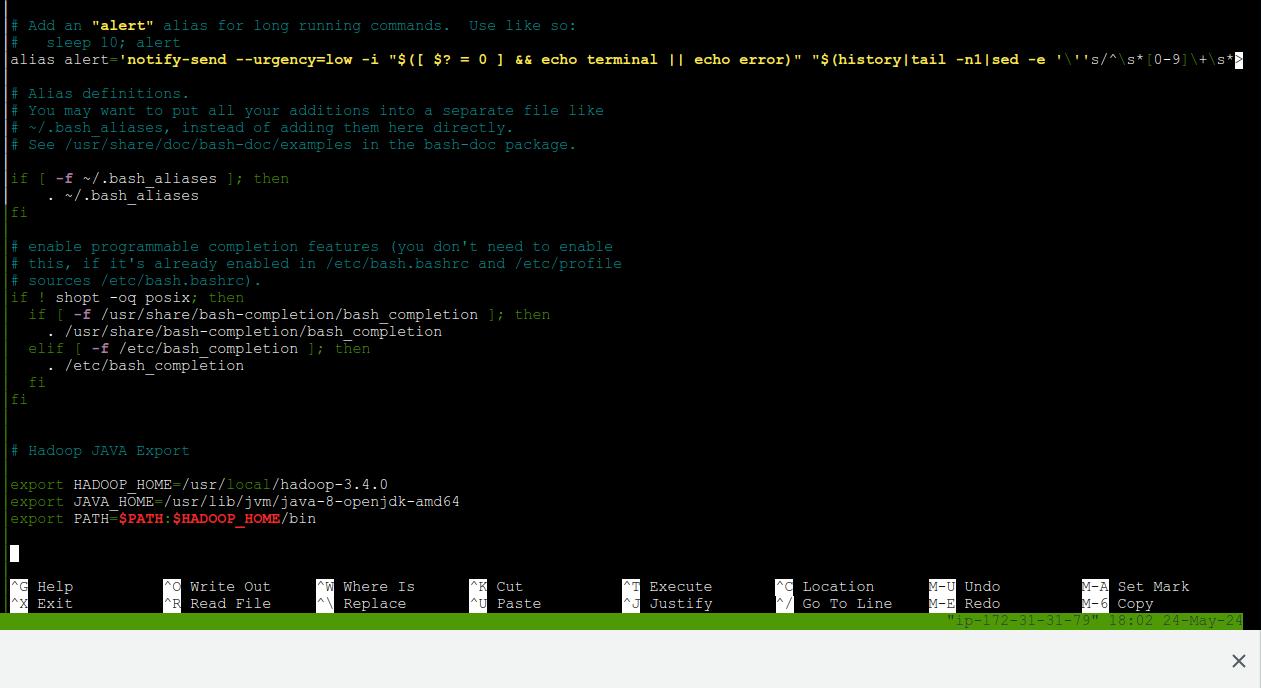 # Add an "alert" alias for long running commands.  Use like so:
#   sleep 10; alert
alias alert='notify-send --urgency=low -i "$([ $? = 0 ] && echo terminal || echo error)" "$(history|tail -n1|sed -e '\''s/^\s*[0-9]\+\s*>
# Alias definitions.
# You may want to put all your additions into a separate file like
# ~/.bash_aliases, instead of adding them here directly.
# See /usr/share/doc/bash-doc/examples in the bash-doc package.
if [ -f ~/.bash_aliases ]; then
    . ~/.bash_aliases
fi
# enable programmable completion features (you don't need to enable
# this, if it's already enabled in /etc/bash.bashrc and /etc/profile
# sources /etc/bash.bashrc).
if ! shopt -oq posix; then
  if [ -f /usr/share/bash-completion/bash_completion ]; then
    . /usr/share/bash-completion/bash_completion
  elif [ -f /etc/bash_completion ]; then
    . /etc/bash_completion
  fi
fi
# Hadoop JAVA Export
export HADOOP_HOME=/usr/local/hadoop-3.4.0
export JAVA_HOME=/usr/lib/jvm/java-8-openjdk-amd64
export PATH=$PATH:$HADOOP_HOME/bin
^G Help ^O Write Out ^W Where Is ^K Cut ^T Execute ^C Location M-U Undo M-A Set Mark
^X Exit ^R Read File ^\ Replace ^U Paste ^J Justify ^/ Go To Line M-E Redo M-6 Copy
"ip-172-31-31-79" 18:02 24-May-24